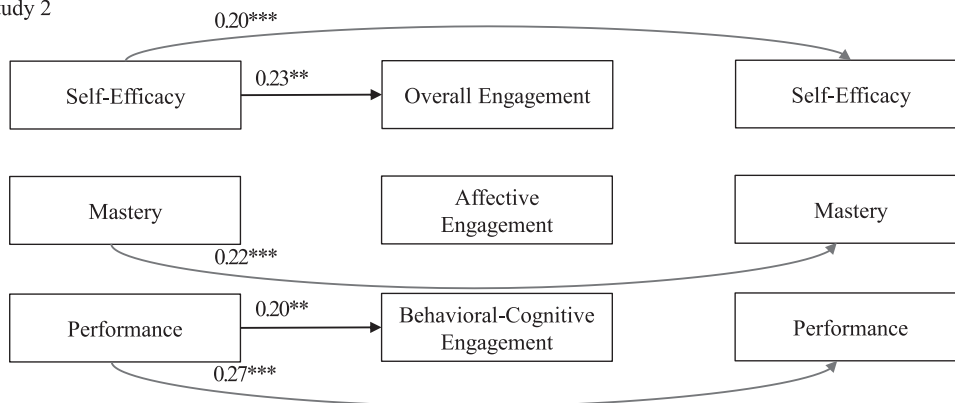 tudy 2
0.20***
Self-Efficacy
0.23**
Overall Engagement
Self-Efficacy
Mastery
Affective
Engagement
Mastery
0.22***
Performance
0.20**
Behavioral-Cognitive
Engagement
Performance
0.27***